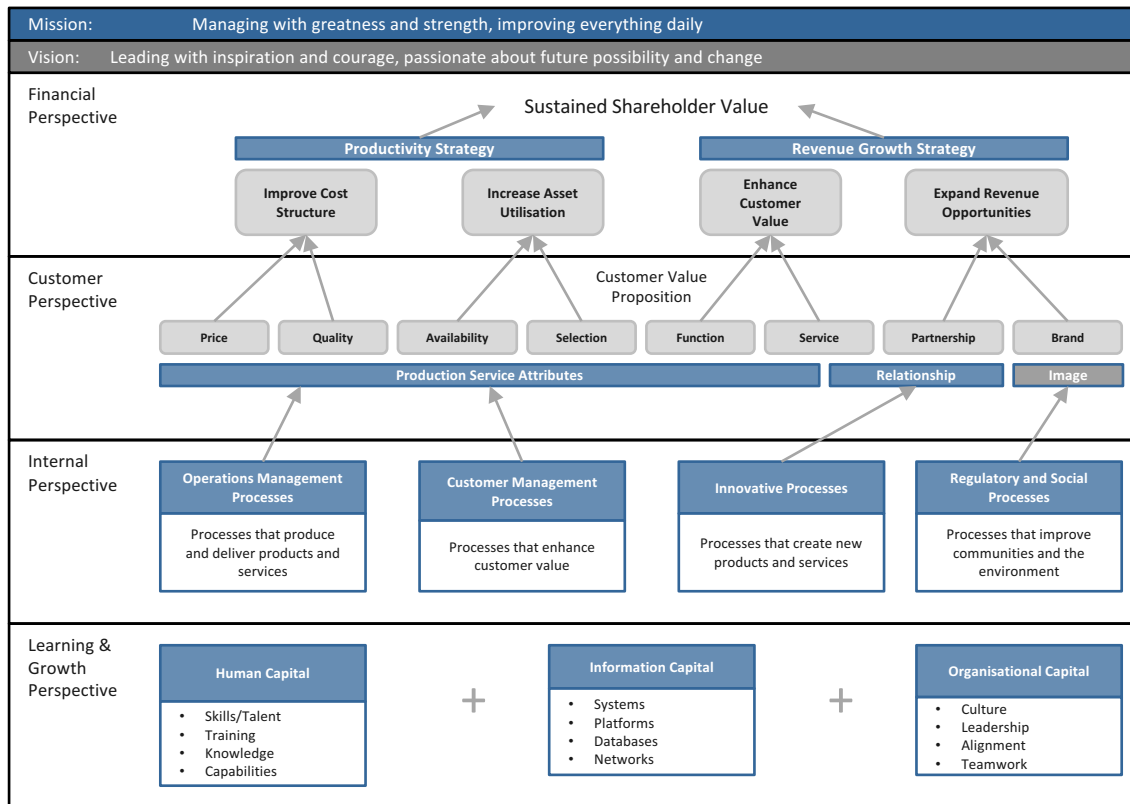 Mission: Managing with greatness and strength, improving everything daily
Vision: Leading with inspiration and courage, passionate about future possibility and change
Financial
Perspective
Sustained Shareholder Value
Productivity Strategy
Revenue Growth Strategy
Improve Cost
Structure
Increase Asset
Utilisation
Enhance
Customer
Value
Expand Revenue
Opportunities
Customer
Perspective
Customer Value
Proposition
Price
Quality
Availability
Selection
Function
Service
Partnership
Brand
Production Service Attributes
Relationship
Image
Internal
Perspective
Operations Management
Processes
Processes that produce
and deliver products and
services
Customer Management
Processes
Processes that enhance
customer value
Innovative Processes
Processes that create new
products and services
Regulatory and Social
Processes
Processes that improve
communities and the
environment
Learning &
Growth
Perspective
Human Capital
• Skills/Talent
• Training
• Knowledge
• Capabilities
+
Information Capital
• Systems
• Platforms
• Databases
• Networks
+
Organisational Capital
• Culture
• Leadership
• Alignment
• Teamwork